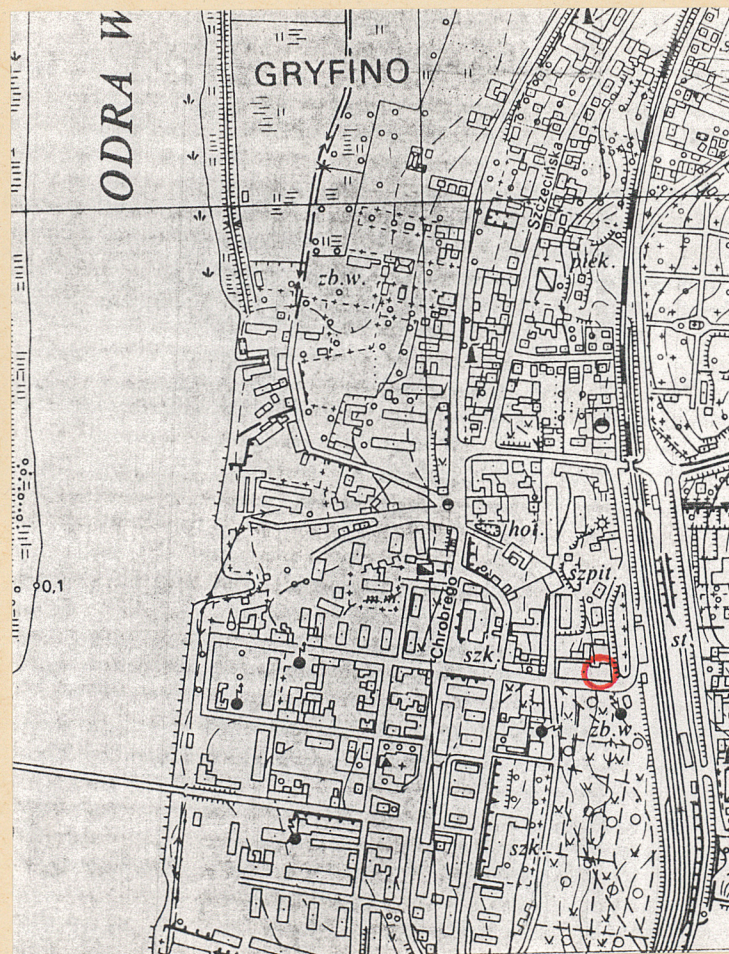 ODRA W
GRYFINO
Szczecińska
piek.
zb.w.
hot.
szpit.
Chrobrego
0,1
szk.
st.
zb.w.
szk.